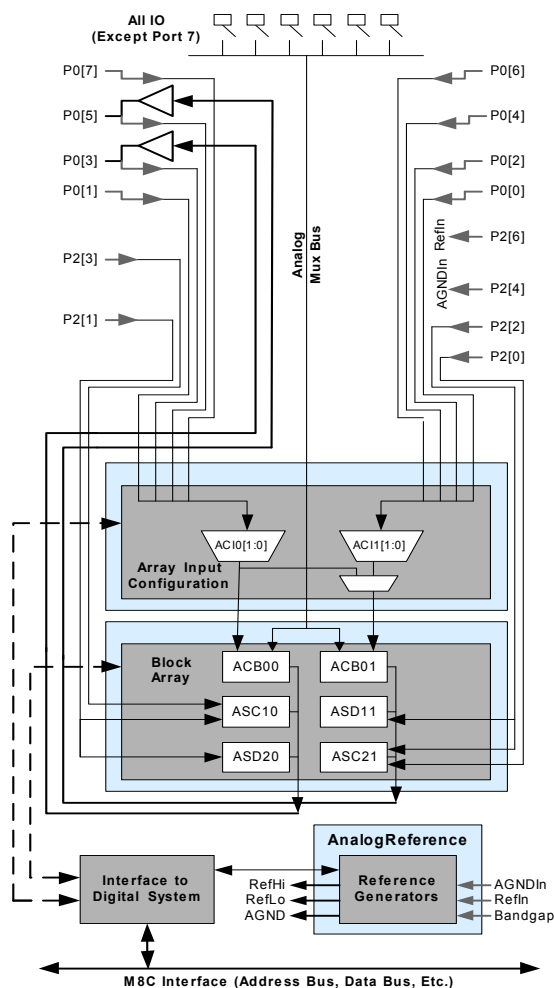 All IO
(Except Port 7)
P0[7]
P0[5]
P0[3]
P0[1]
P2[3]
P2[1]
Analog
Mux Bus
P0[6]
P0[4]
P0[2]
P0[0]
P2[6]
P2[4]
P2[2]
P2[0]
AGNDIn RefIn
ACI0[1:0]
ACI1[1:0]
Array Input
Configuration
Block
Array
ACB00
ACB01
ASC10
ASD11
ASD20
ASC21
Interface to
Digital System
AnalogReference
Reference
Generators
RefHi
RefLo
AGND
AGNDIn
RefIn
Bandgap
M8C Interface (Address Bus, Data Bus, Etc.)